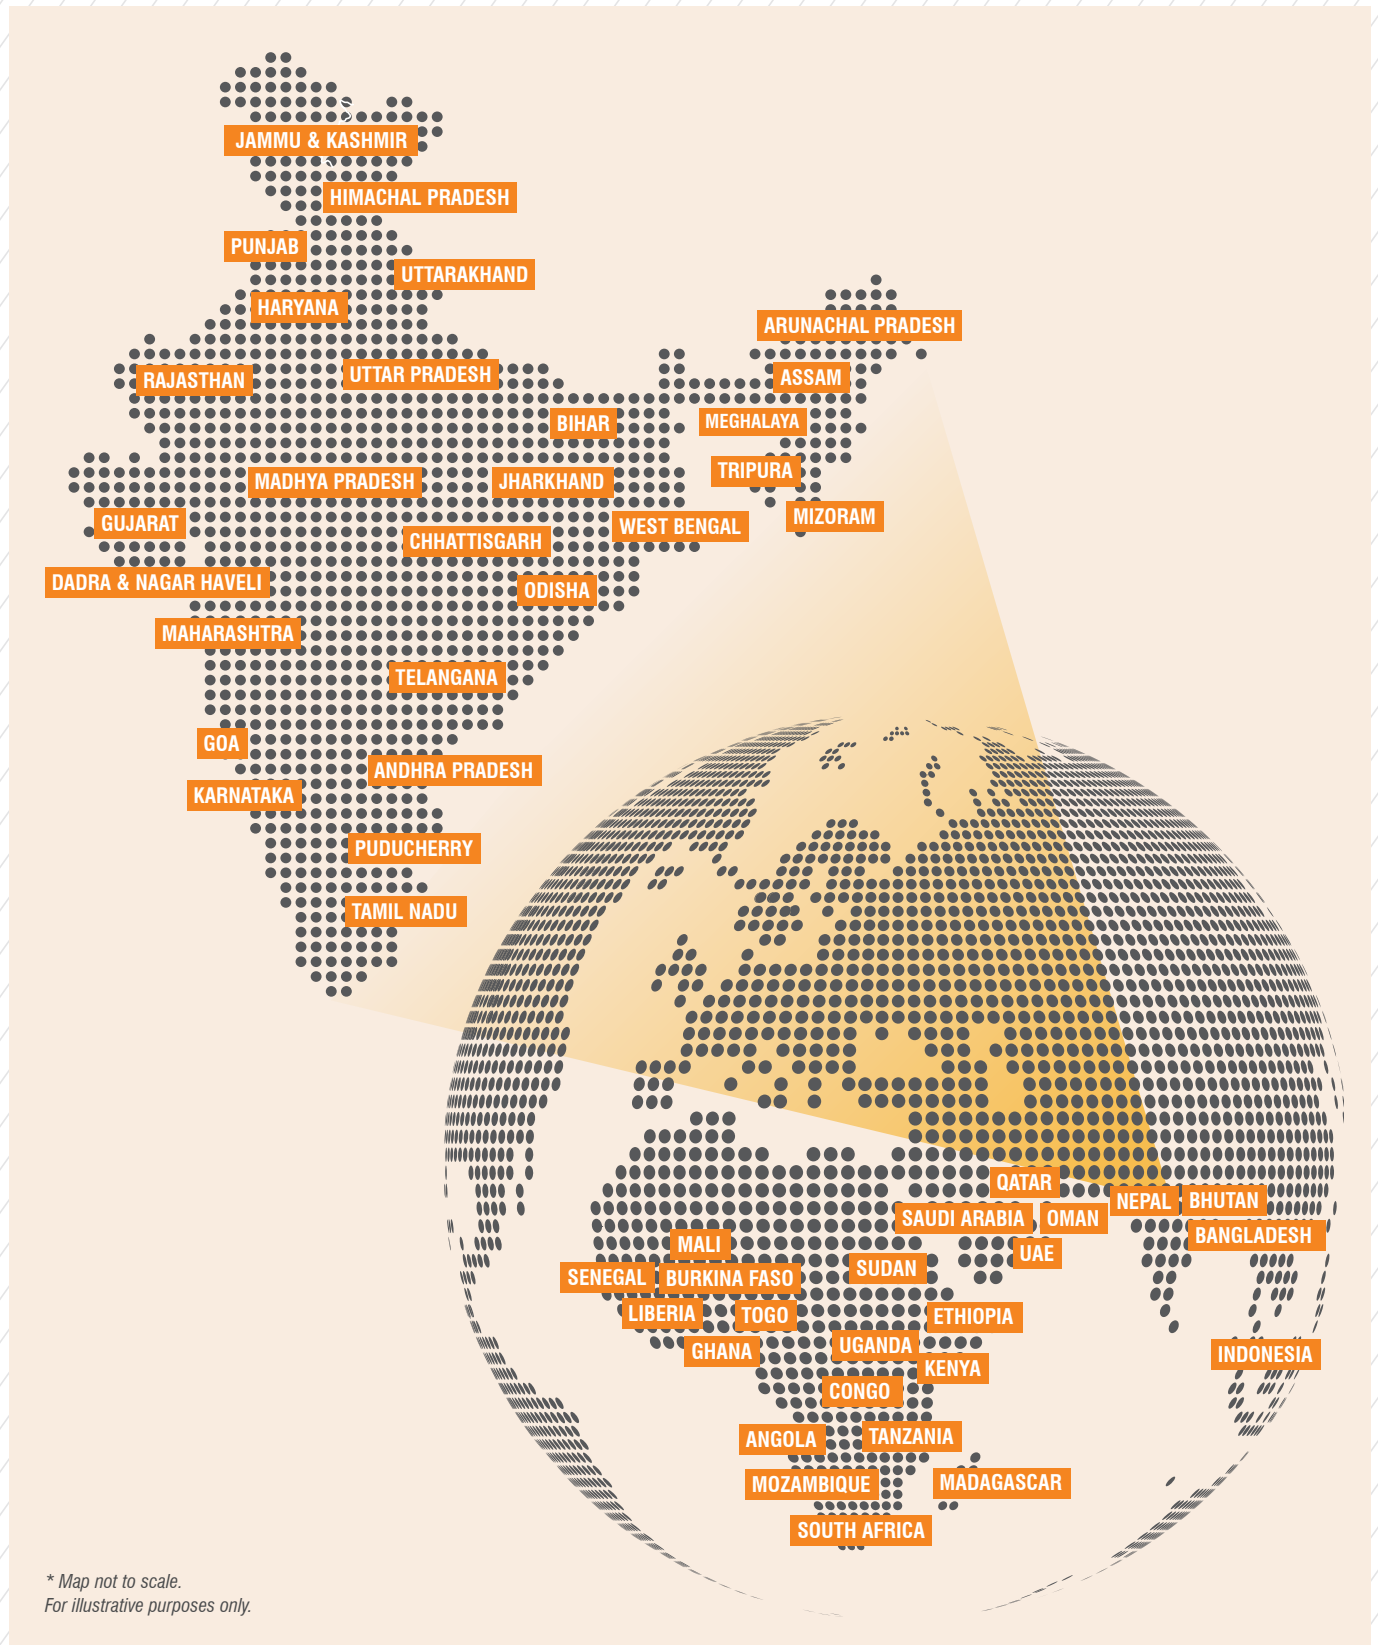 JAMMU & KASHMIR
HIMACHAL PRADESH
PUNJAB
UTTARAKHAND
HARYANA
ARUNACHAL PRADESH
RAJASTHAN
UTTAR PRADESH
ASSAM
BIHAR
MEGHALAYA
TRIPURA
MADHYA PRADESH
JHARKHAND
MIZORAM
GUJARAT
WEST BENGAL
CHHATTISGARH
DADRA & NAGAR HAVELI
ODISHA
MAHARASHTRA
TELANGANA
GOA
ANDHRA PRADESH
KARNATAKA
PUDUCHERRY
TAMIL NADU
QATAR
NEPAL
BHUTAN
SAUDI ARABIA
OMAN
BANGLADESH
MALI
UAE
SENEGAL
BURKINA FASO
SUDAN
LIBERIA
TOGO
ETHIOPIA
GHANA
UGANDA
INDONESIA
KENYA
CONGO
ANGOLA
TANZANIA
MOZAMBIQUE
MADAGASCAR
SOUTH AFRICA
* Map not to scale.
For illustrative purposes only.